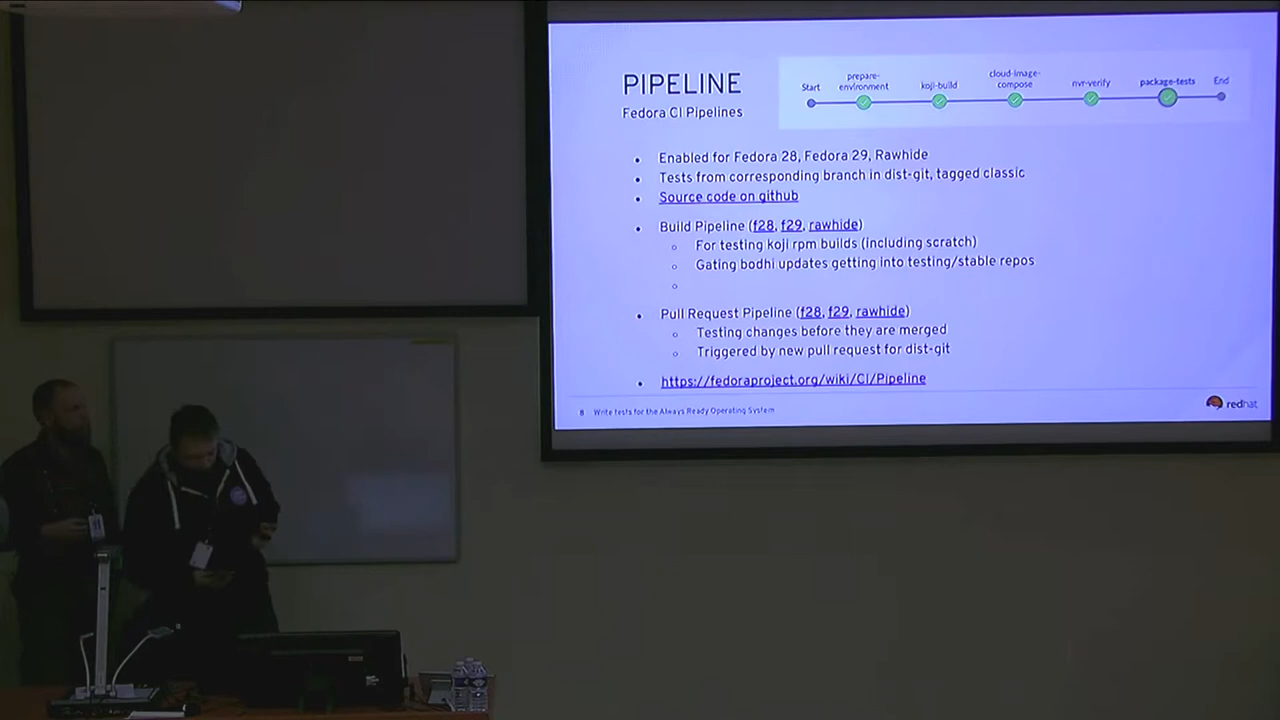 PIPELINE
Fedora CI Pipelines
Start
prepare-
environment
koji-build
cloud-image-
compose
nvr-verify
package-tests
End
Enabled for Fedora 28, Fedora 29, Rawhide
Tests from corresponding branch in dist-git, tagged classic
Source code on github
Build Pipeline (f28, f29, rawhide)
For testing koji rpm builds (including scratch)
Gating bodhi updates getting into testing/stable repos
Pull Request Pipeline (f28, f29, rawhide)
Testing changes before they are merged
Triggered by new pull request for dist-git
https://fedoraproject.org/wiki/CI/Pipeline
8 Write tests for the Always Ready Operating System
redhat